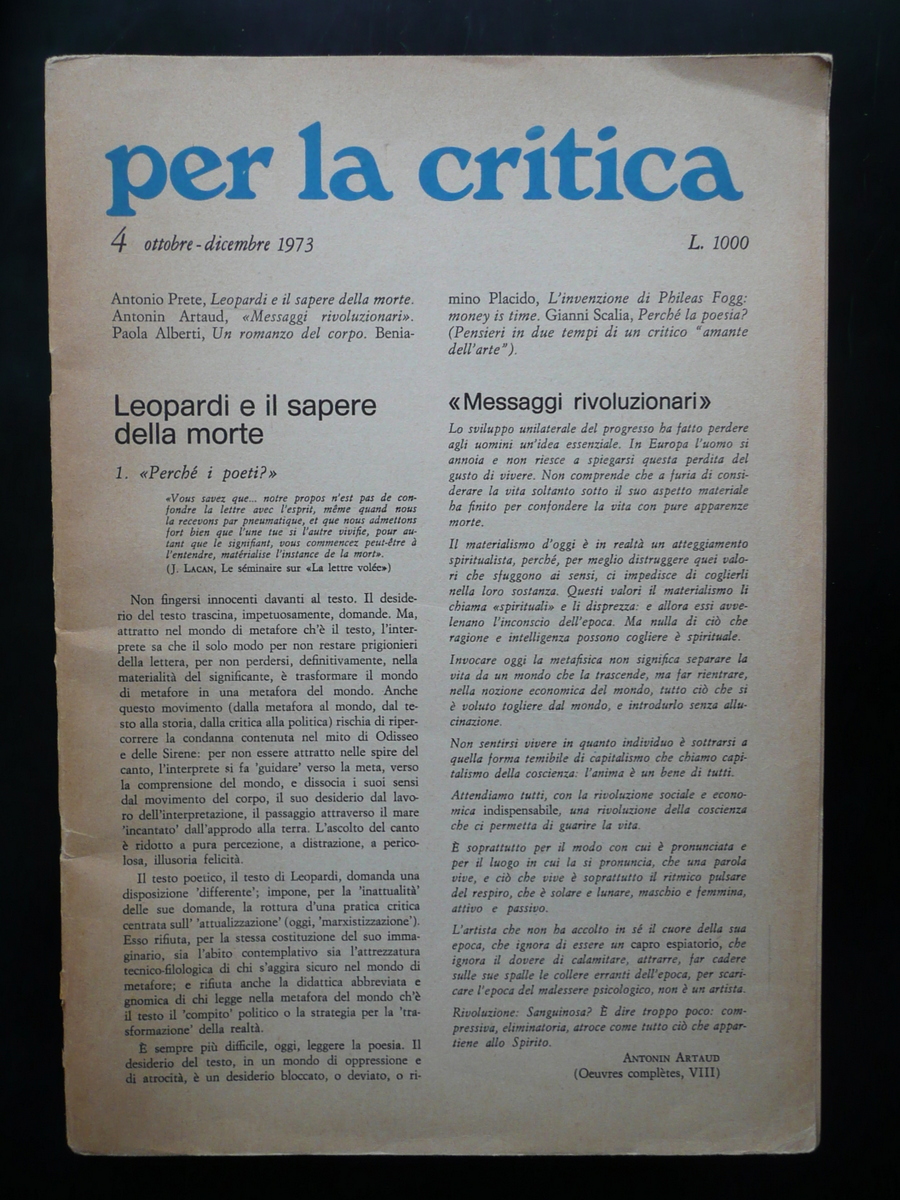 per la critica
4 ottobre - dicembre 1973
L. 1000
Antonio Prete, Leopardi e il sapere della morte.
Antonin Artaud, «Messaggi rivoluzionari».
Paola Alberti, Un romanzo del corpo. Benia-
mino Placido, L'invenzione di Phileas Fogg:
money is time. Gianni Scalia, Perché la poesia?
(Pensieri in due tempi di un critico "amante
dell'arte").
Leopardi e il sapere
della morte
1. «Perché i poeti?»
«Vous savez que... notre propos n'est pas de con-
fondre la lettre avec l'esprit, même quand nous
la recevons par pneumatique, et que nous admettons
fort bien que l'une tue si l'autre vivifie, pour au-
tant que le signifiant, vous commencez peut-être à
l'entendre, matérialise l'instance de la mort».
(J. LACAN, Le séminaire sur «La lettre volée»)
Non fingersi innocenti davanti al testo. Il deside-
rio del testo trascina, impetuosamente, domande. Ma,
attratto nel mondo di metafore ch'è il testo, l'inter-
prete sa che il solo modo per non restare prigionieri
della lettera, per non perdersi, definitivamente, nella
materialità del significante, è trasformare il mondo
di metafore in una metafora del mondo. Anche
questo movimento (dalla metafora al mondo, dal te-
sto alla storia, dalla critica alla politica) rischia di riper-
correre la condanna contenuta nel mito di Odisseo
e delle Sirene: per non essere attratto nelle spire del
canto, l'interprete si fa 'guidare' verso la meta, verso
la comprensione del mondo, e dissocia i suoi sensi
dal movimento del corpo, il suo desiderio dal lavo-
ro dell'interpretazione, il passaggio attraverso il mare
'incantato' dall'approdo alla terra. L'ascolto del canto
è ridotto a pura percezione, a distrazione, a perico-
losa, illusoria felicità.
Il testo poetico, il testo di Leopardi, domanda una
disposizione 'differente'; impone, per la 'inattualità'
delle sue domande, la rottura d'una pratica critica
centrata sull' 'attualizzazione' (oggi, 'marxistizzazione').
Esso rifiuta, per la stessa costituzione del suo imma-
ginario, sia l'abito contemplativo sia l'attrezzatura
tecnico-filologica di chi s'aggira sicuro nel mondo di
metafore; e rifiuta anche la didattica abbreviata e
gnomica di chi legge nella metafora del mondo ch'è
il testo il 'compito' politico o la strategia per la 'tra-
sformazione' della realtà.
È sempre più difficile, oggi, leggere la poesia. Il
desiderio del testo, in un mondo di oppressione e
di atrocità, è un desiderio bloccato, o deviato, o ri-
«Messaggi rivoluzionari»
Lo sviluppo unilaterale del progresso ha fatto perdere
agli uomini un'idea essenziale. In Europa l'uomo si
annoia e non riesce a spiegarsi questa perdita del
gusto di vivere. Non comprende che a furia di consi-
derare la vita soltanto sotto il suo aspetto materiale
ha finito per confondere la vita con pure apparenze
morte.
Il materialismo d'oggi è in realtà un atteggiamento
spiritualista, perché, per meglio distruggere quei valo-
ri che sfuggono ai sensi, ci impedisce di coglierli
nella loro sostanza. Questi valori il materialismo li
chiama «spirituali» e li disprezza: e allora essi avve-
lenano l'inconscio dell'epoca. Ma nulla di ciò che
ragione e intelligenza possono cogliere è spirituale.
Invocare oggi la metafisica non significa separare la
vita da un mondo che la trascende, ma far rientrare,
nella nozione economica del mondo, tutto ciò che si
è voluto togliere dal mondo, e introdurlo senza allu-
cinazione.
Non sentirsi vivere in quanto individuo è sottrarsi a
quella forma temibile di capitalismo che chiamo capi-
talismo della coscienza: l'anima è un bene di tutti.
Attendiamo tutti, con la rivoluzione sociale e econo-
mica indispensabile, una rivoluzione della coscienza
che ci permetta di guarire la vita.
È soprattutto per il modo con cui è pronunciata e
per il luogo in cui la si pronuncia, che una parola
vive, e ciò che vive è soprattutto il ritmico pulsare
del respiro, che è solare e lunare, maschio e femmina,
attivo e passivo.
L'artista che non ha accolto in sé il cuore della sua
epoca, che ignora di essere un capro espiatorio, che
ignora il dovere di calamitare, attrarre, far cadere
sulle sue spalle le collere erranti dell'epoca, per scari-
care l'epoca del malessere psicologico, non è un artista.
Rivoluzione: Sanguinosa? È dire troppo poco: com-
pressiva, eliminatoria, atroce come tutto ciò che appar-
tiene allo Spirito.
ANTONIN ARTAUD
(Oeuvres complètes, VIII)